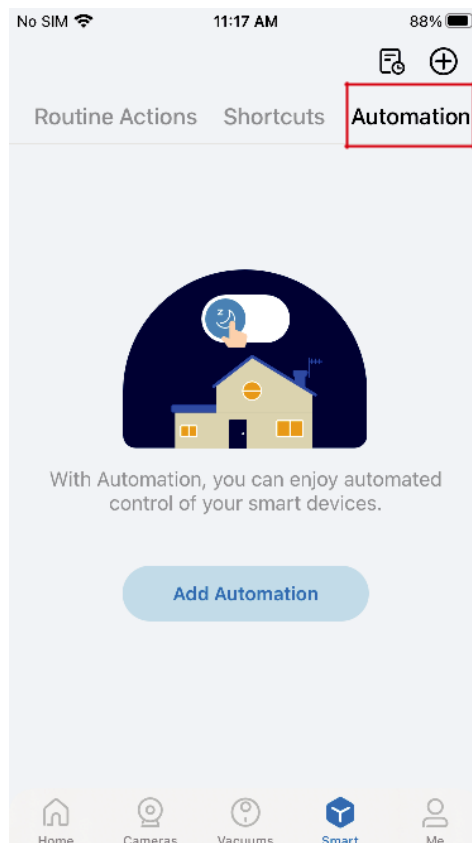 No SIM 11:17 AM 88%
Routine Actions Shortcuts Automation
z
With Automation, you can enjoy automated
control of your smart devices.
Add Automation
Home Cameras Vacuums Smart Me